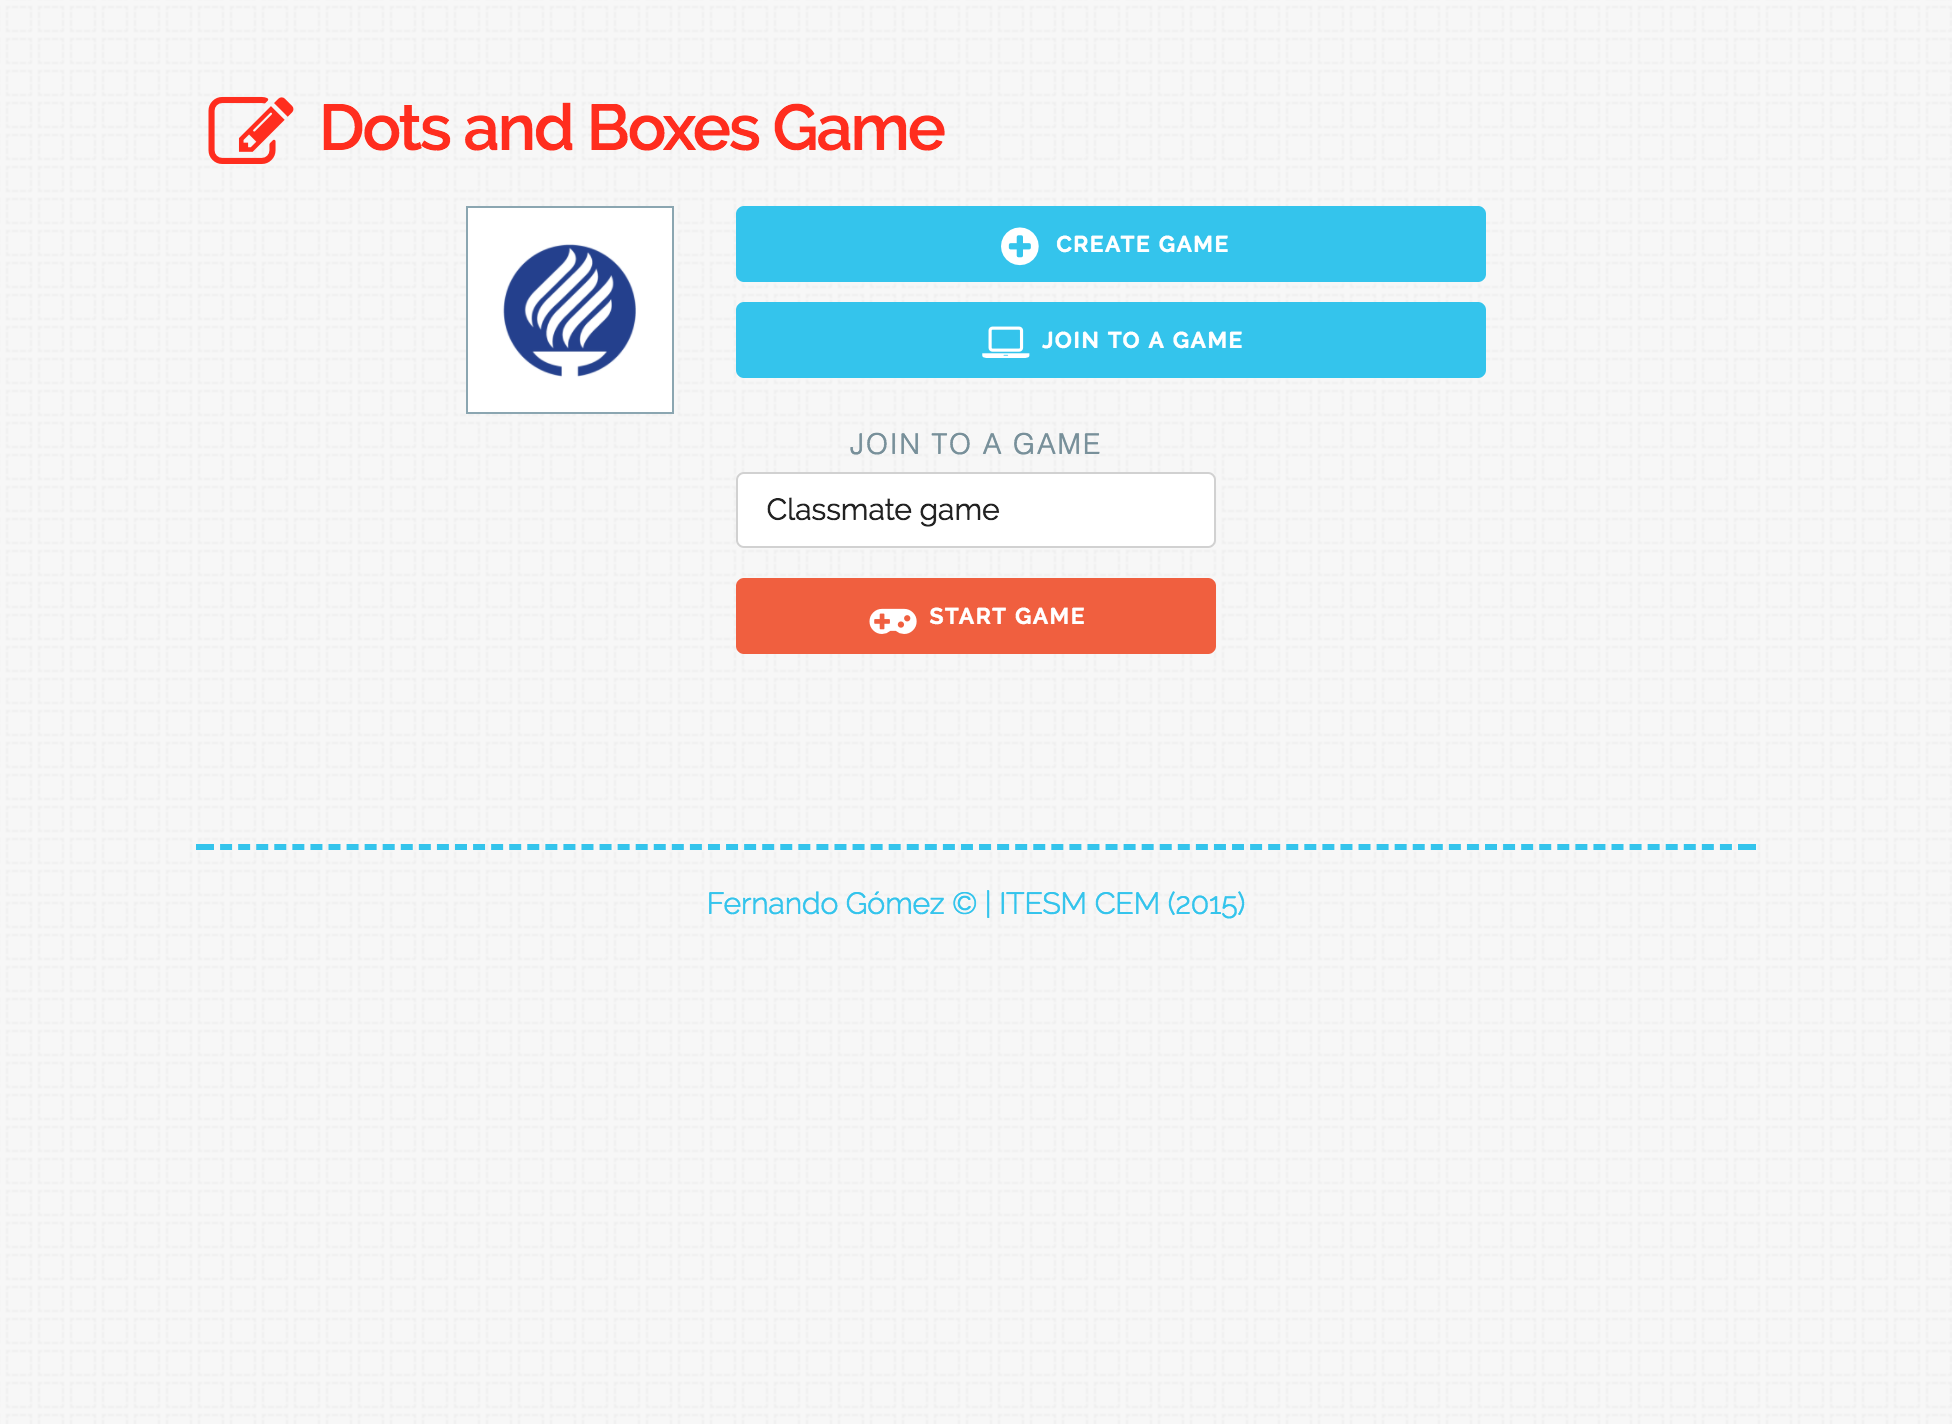 Dots and Boxes Game
CREATE GAME
JOIN TO A GAME
JOIN TO A GAME
Classmate game
START GAME
Fernando Gómez © | ITESM CEM (2015)